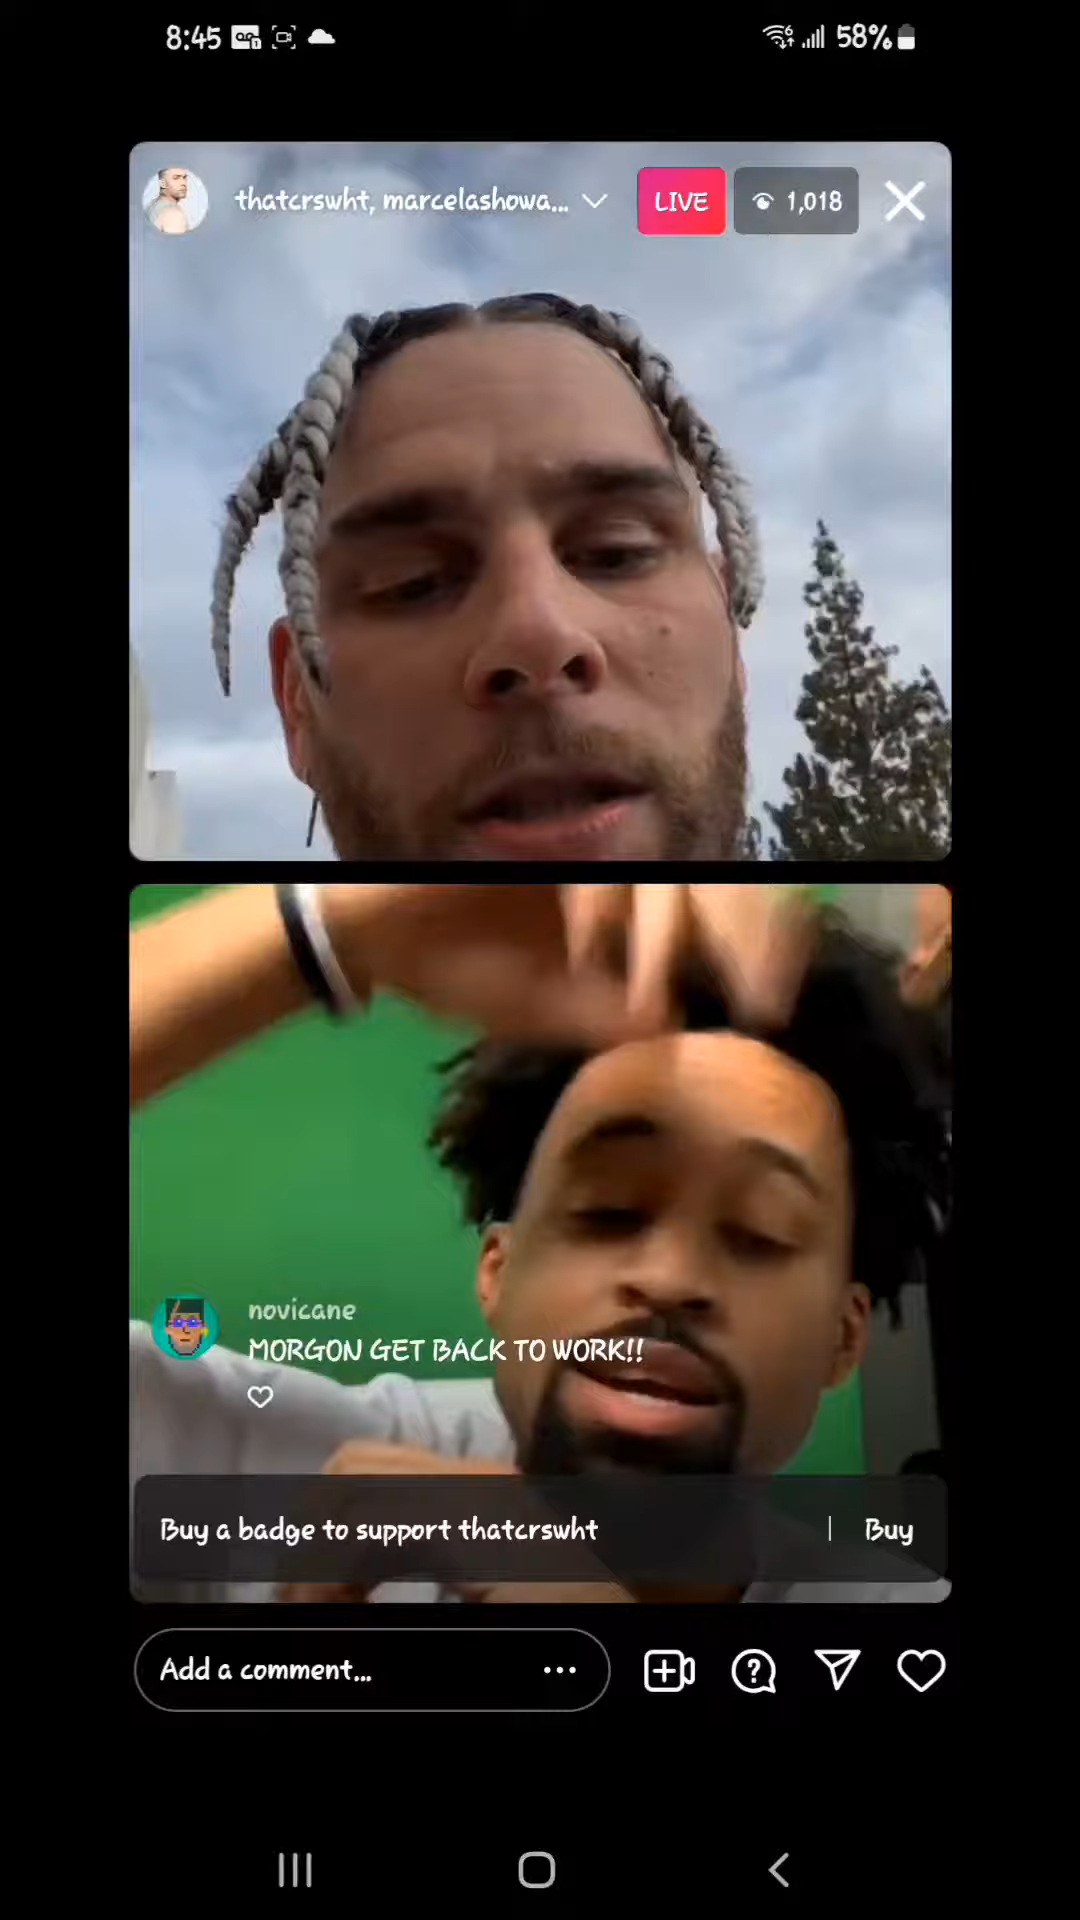 8:45
58%
thatcrswht, marcelashowa...
LIVE
1,018
novicane
MORGON GET BACK TO WORK!!
Buy a badge to support thatcrswht
Buy
Add a comment...